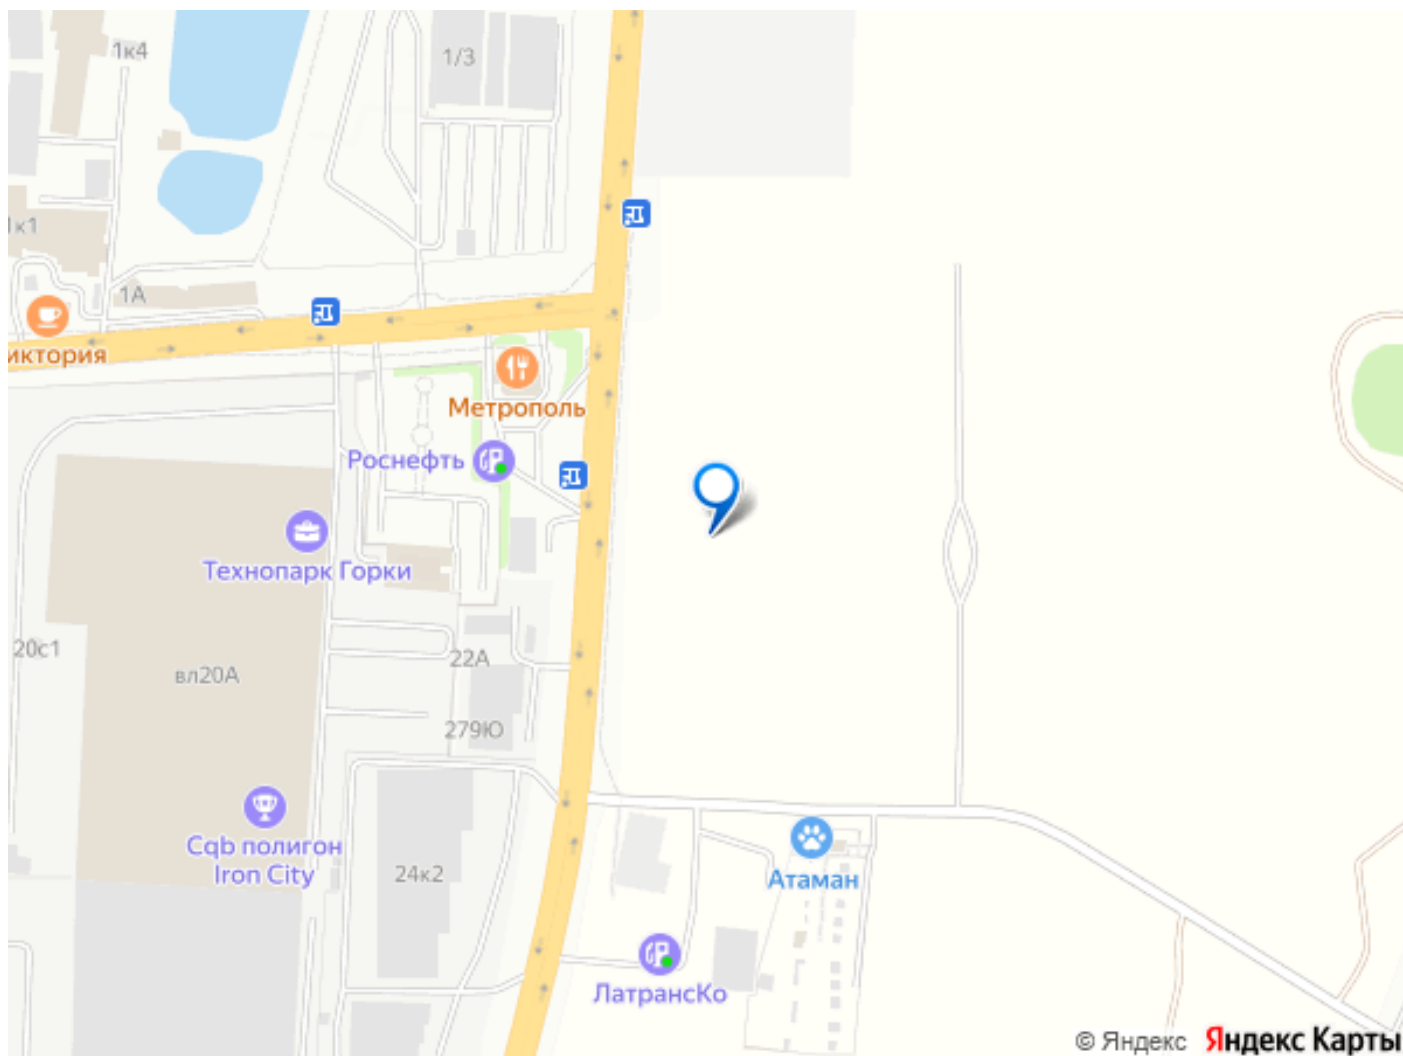 1к4
1/3
1к1
1А
иктория
Метрополь
Роснефть
Технопарк Горки
20с1
вл20А
22А
279Ю
Cqb полигон
Iron City
24к2
Атаман
ЛатрансКо
© Яндекс Яндекс Карты